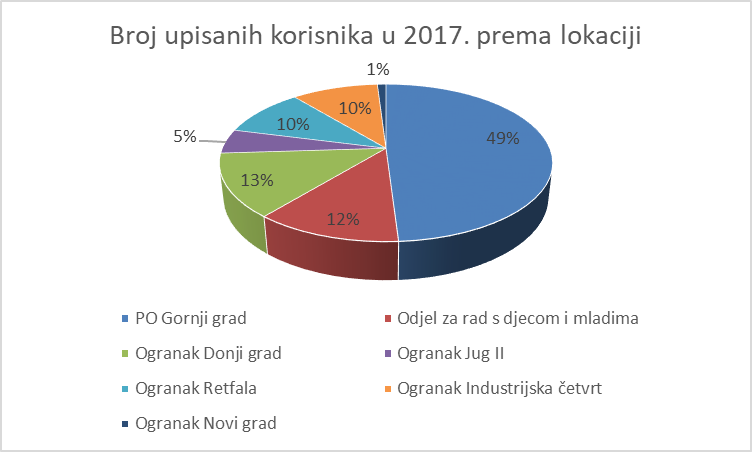 Broj upisanih korisnika u 2017. prema lokaciji
1%
10%
10%
5%
49%
13%
12%
PO Gornji grad
Odjel za rad s djecom i mladima
Ogranak Donji grad
Ogranak Jug II
Ogranak Retfala
Ogranak Industrijska četvrt
Ogranak Novi grad